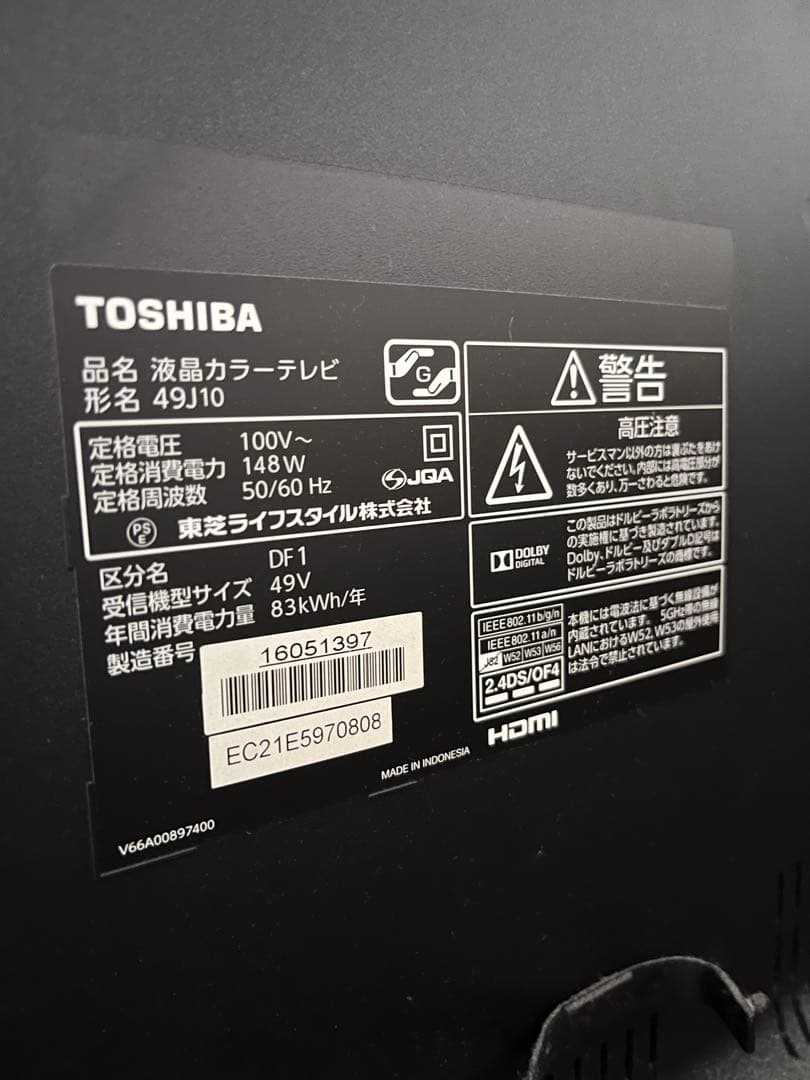 TOSHIBA
品名 液晶カラーテレビ
形名 49J10
G
定格電圧 100V～
定格消費電力 148W
定格周波数 50/60 Hz
JQA
PS
E
東芝ライフスタイル株式会社
区分名 DF1
受信機型サイズ 49V
年間消費電力量 83kWh/年
製造番号
16051397
EC21E5970808
MADE IN INDONESIA
V66A00897400
警告
高圧注意
サービスマン以外の方は裏ぶたをあけ
ないでください。内部には高電圧部分が
数多くあり、万一さわると危険です。
DOLBY
DIGITAL
この製品はドルビーラボラトリーズから
の実施権に基づき製造されています。
Dolby、ドルビー及びダブルD記号は
ドルビーラボラトリーズの商標です。
IEEE802.11b/g/n
IEEE802.11a/n
J52 W52 W53 W56
2.4DS/OF4
本機には電波法に基づく無線設備が
内蔵されています。 5GHz帯の無線
LANにおけるW52、W53の屋外使用
は法令で禁止されています。
HDMI